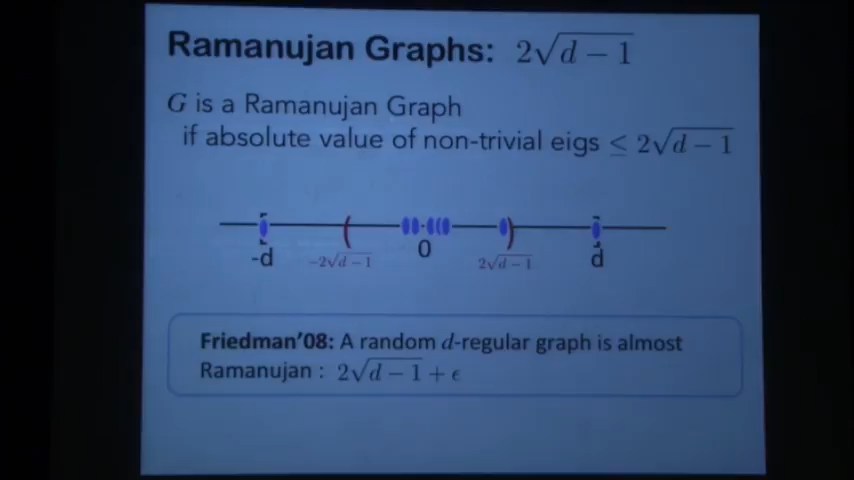 Ramanujan Graphs: 2√d − 1
G is a Ramanujan Graph
if absolute value of non-trivial eigs ≤ 2√d − 1
-d −2√d − 1 0 2√d − 1 d
Friedman'08: A random d-regular graph is almost
Ramanujan : 2√d − 1 + ϵ